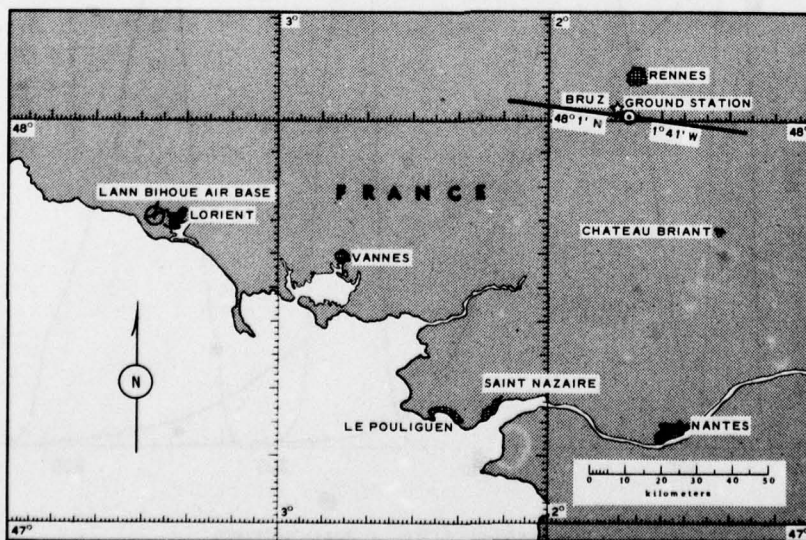 3°
2°
RENNES
BRUZ
GROUND STATION
48°
48° 1' N
1° 41' W
48°
LANN BIHOUE AIR BASE
LORIENT
FRANCE
CHATEAU BRIANT
VANNES
N
SAINT NAZAIRE
LE POULIGUEN
NANTES
0 10 20 30 40 50
kilometers
47°
3°
2°
47°